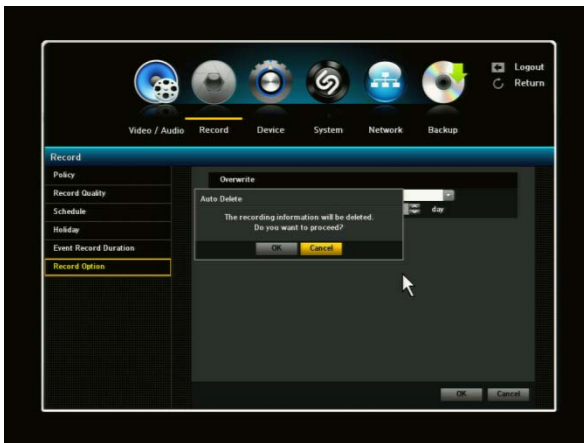 Logout
Return
Video / Audio Record Device System Network Backup
Record
Policy
Record Quality
Schedule
Holiday
Event Record Duration
Record Option
Overwrite
day
Auto Delete
The recording information will be deleted.
Do you want to proceed?
OK Cancel
OK Cancel